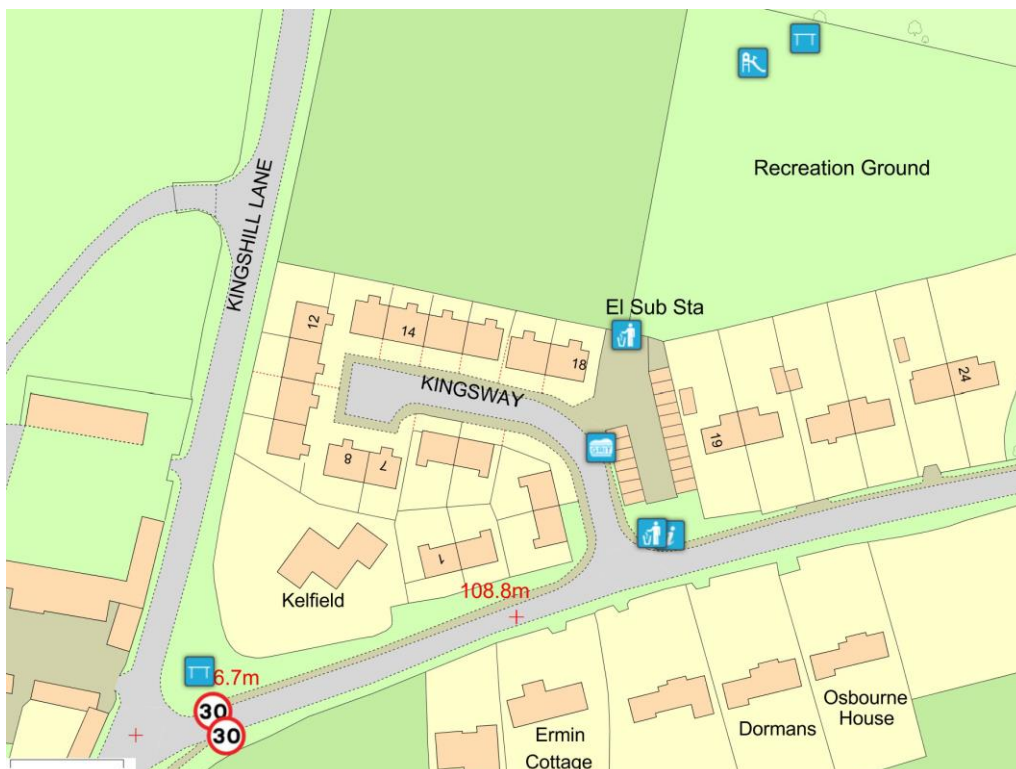 Recreation Ground
KINGSHILL LANE
El Sub Sta
12
14
18
KINGSWAY
24
19
GRIT
8
7
i
1
108.8m
Kelfield
6.7m
30
30
Osbourne
House
Dormans
Ermin
Cottage